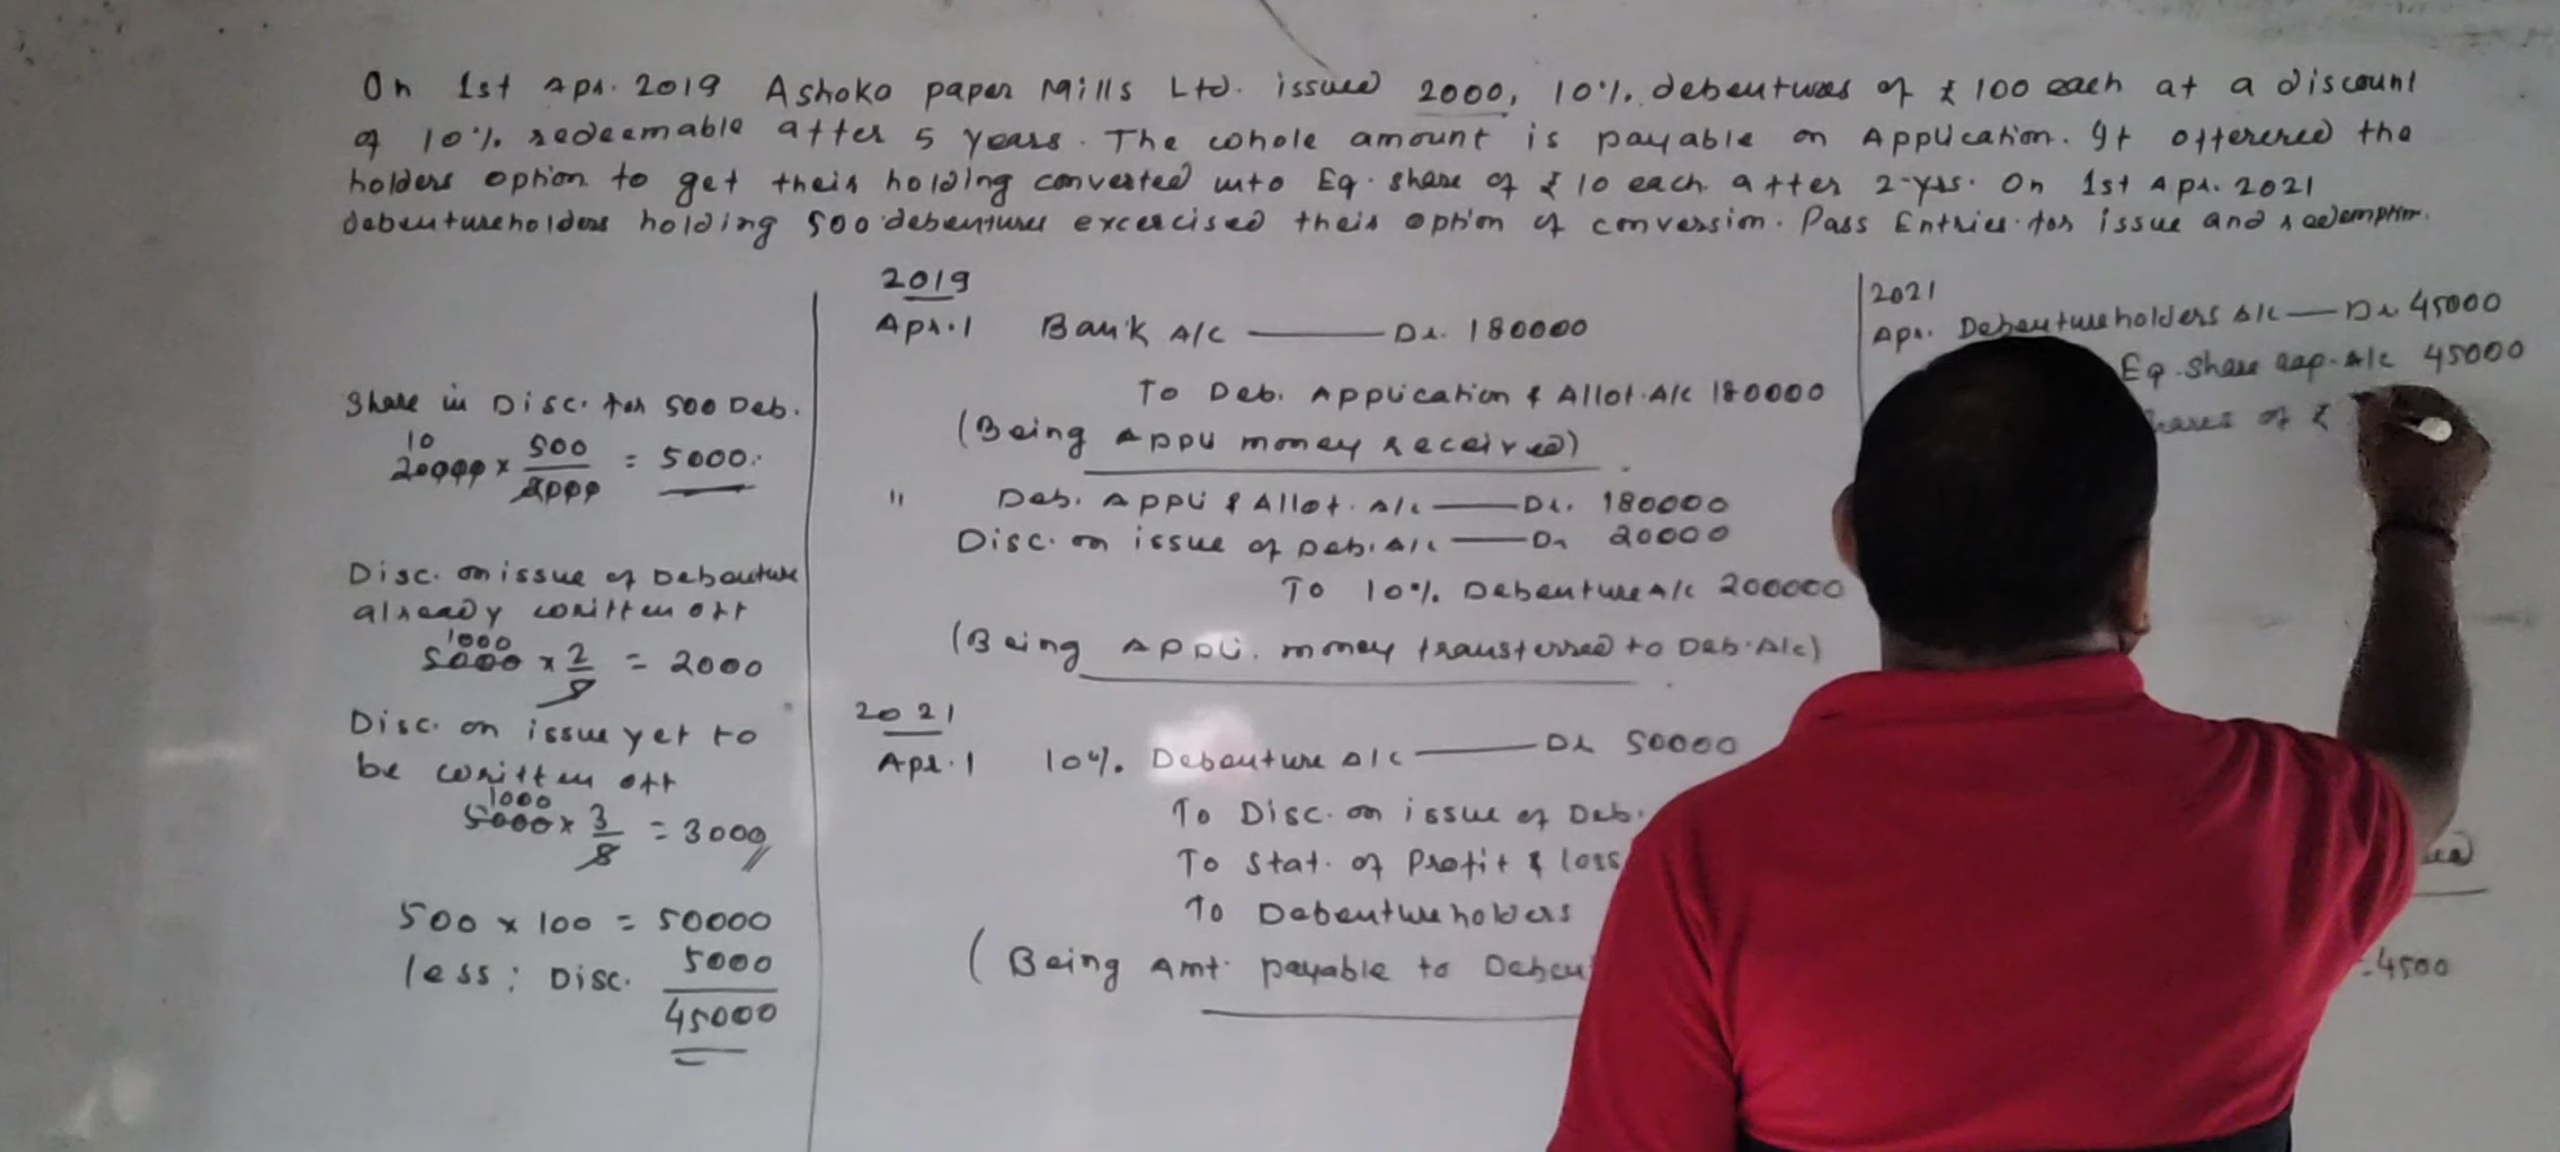 On 1st Apr. 2019 Ashoka paper Mills Ltd. issued 2000, 10%. debentures of ₹ 100 each at a discount
of 10%. redeemable after 5 years. The whole amount is payable on Application. It offerered the
holders option to get their holding converted into Eq. share of ₹ 10 each after 2-yrs. On 1st Apr. 2021
debentureholders holding 500 debentures excercised their option of conversion. Pass Entries for issue and redemption.
Share in Disc. for 500 Deb.
10
20000 × 500/2000 = 5000.
Disc. on issue of Debenture
already written off
1000
5000 × 2/5 = 2000
Disc. on issue yet to
be written off
1000
5000 × 3/5 = 3000
500 × 100 = 50000
less: Disc. 5000
45000
2019
Apr.1 Bank A/c ——— Dr. 180000
To Deb. Application & Allot. A/c 180000
(Being Appli money received)
" Deb. Appli & Allot. A/c —— Dr. 180000
Disc. on issue of Deb. A/c —— Dr 20000
To 10%. Debenture A/c 200000
(Being Appli. money transferred to Deb. A/c)
2021
Apr.1 10%. Debenture A/c ——— Dr 50000
To Disc. on issue of Deb.
To Stat. of Profit & loss
To Debentureholders
( Being Amt. payable to Deben
2021
Apr. Debentureholders A/c —— Dr 45000
Eq. share cap. A/c 45000
hares of ₹
4500